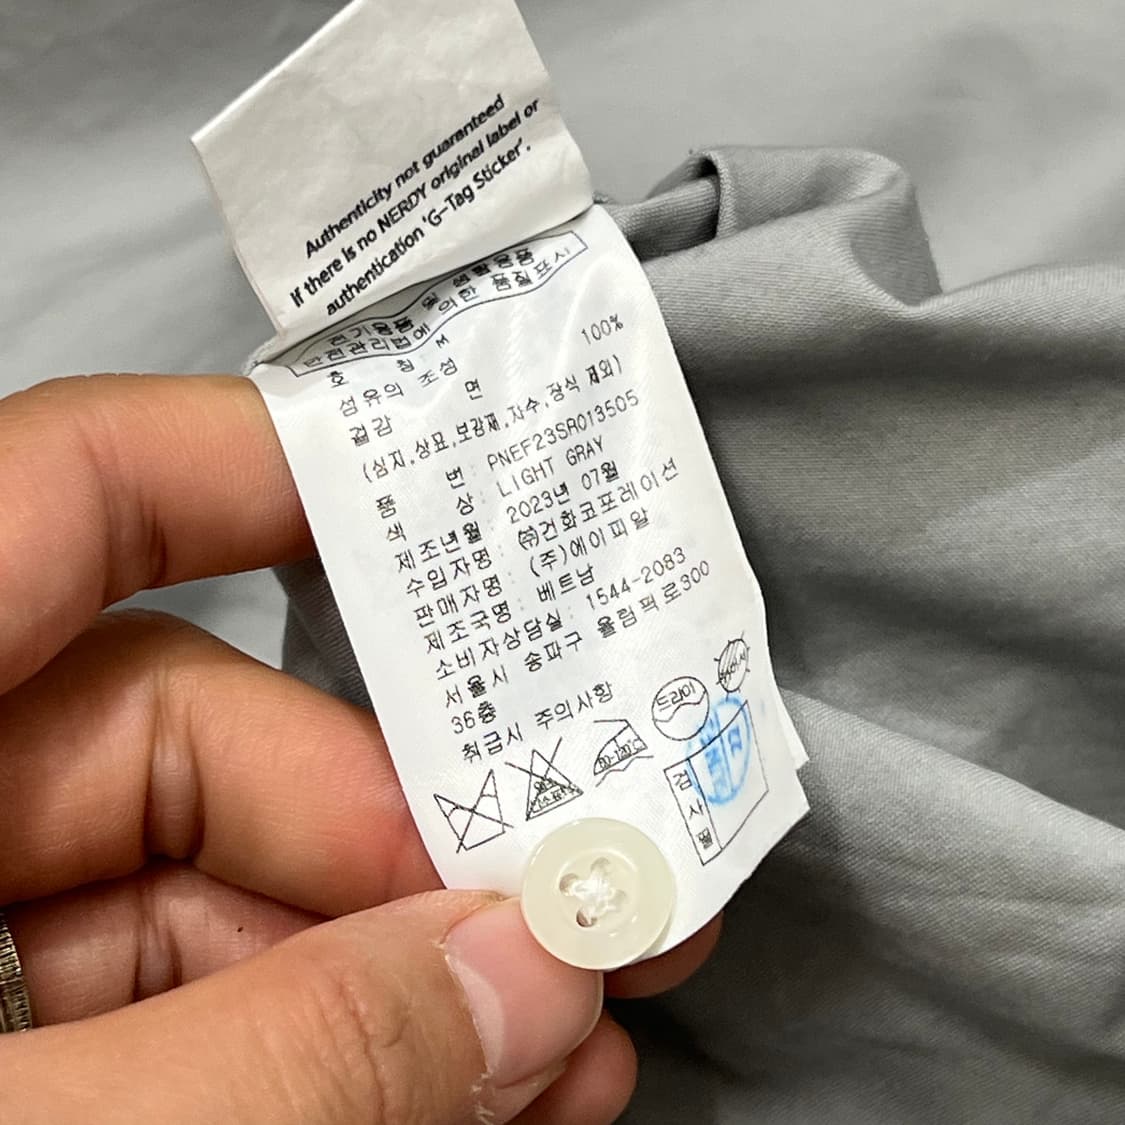 Authenticity not guaranteed
if there is no NERDY original label or
authentication 'G-Tag Sticker'.
전기용품 및 생활용품
안전관리법에 의한 품질표시
호 칭 M
섬유의 조성
겉감 면 100%
(심지,상표,보강재,자수,장식 제외)
품 번 : PNEF23SR013505
색 상 : LIGHT GRAY
제조년월 : 2023년 07월
수입자명 : ㈜건화코포레이션
판매자명 : (주)에이피알
제조국명 : 베트남
소비자상담실 : 1544-2083
서울시 송파구 올림픽로300
36층
취급시 주의사항
80-120℃
드라이
검사필